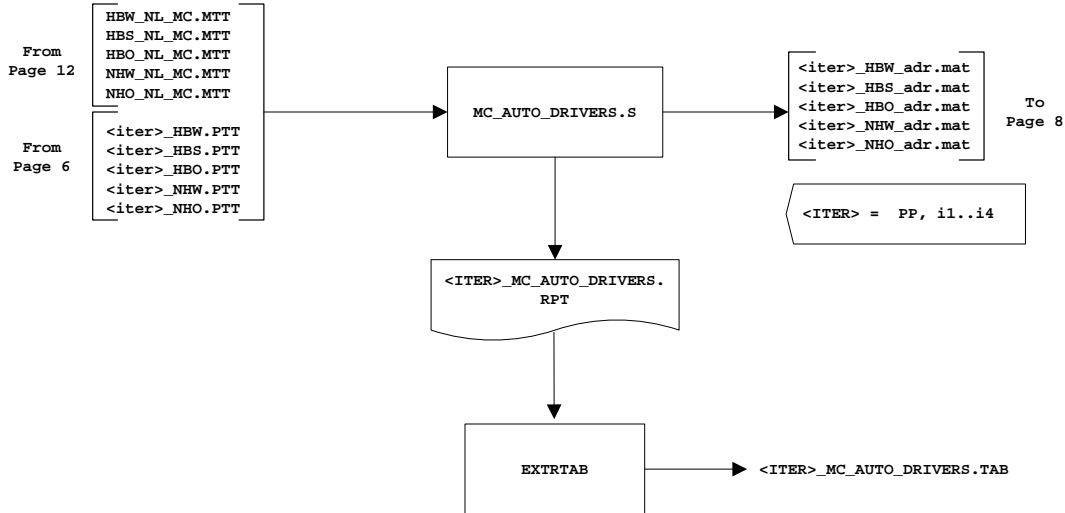 From
Page 12
HBW_NL_MC.MTT
HBS_NL_MC.MTT
HBO_NL_MC.MTT
NHW_NL_MC.MTT
NHO_NL_MC.MTT
From
Page 6
<iter>_HBW.PTT
<iter>_HBS.PTT
<iter>_HBO.PTT
<iter>_NHW.PTT
<iter>_NHO.PTT
MC_AUTO_DRIVERS.S
<iter>_HBW_adr.mat
<iter>_HBS_adr.mat
<iter>_HBO_adr.mat
<iter>_NHW_adr.mat
<iter>_NHO_adr.mat
To
Page 8
<ITER> = PP, i1..i4
<ITER>_MC_AUTO_DRIVERS.
RPT
EXTRTAB
<ITER>_MC_AUTO_DRIVERS.TAB